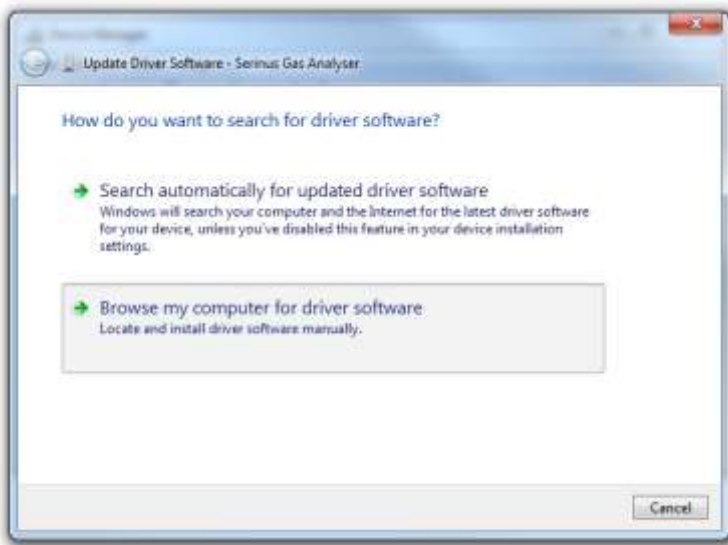 Device Manager
Update Driver Software - Serinus Gas Analyser
How do you want to search for driver software?
Search automatically for updated driver software
Windows will search your computer and the Internet for the latest driver software
for your device, unless you've disabled this feature in your device installation
settings.
Browse my computer for driver software
Locate and install driver software manually.
Cancel